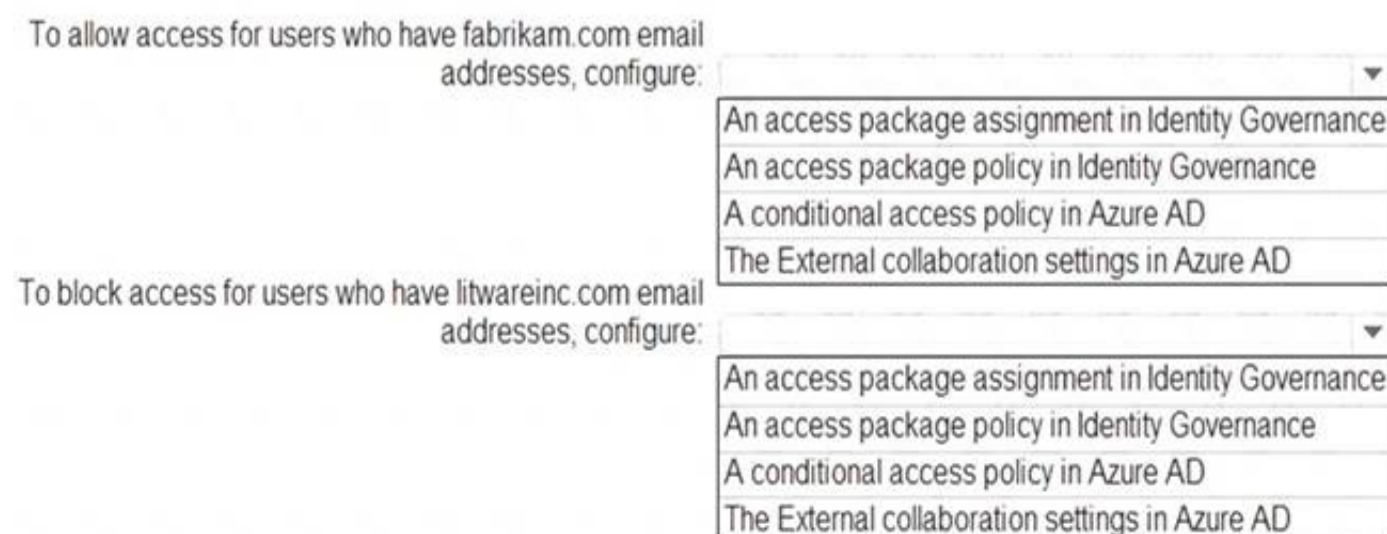 To allow access for users who have fabrikam.com email
addresses, configure:
An access package assignment in Identity Governance
An access package policy in Identity Governance
A conditional access policy in Azure AD
The External collaboration settings in Azure AD
To block access for users who have litwareinc.com email
addresses, configure:
An access package assignment in Identity Governance
An access package policy in Identity Governance
A conditional access policy in Azure AD
The External collaboration settings in Azure AD